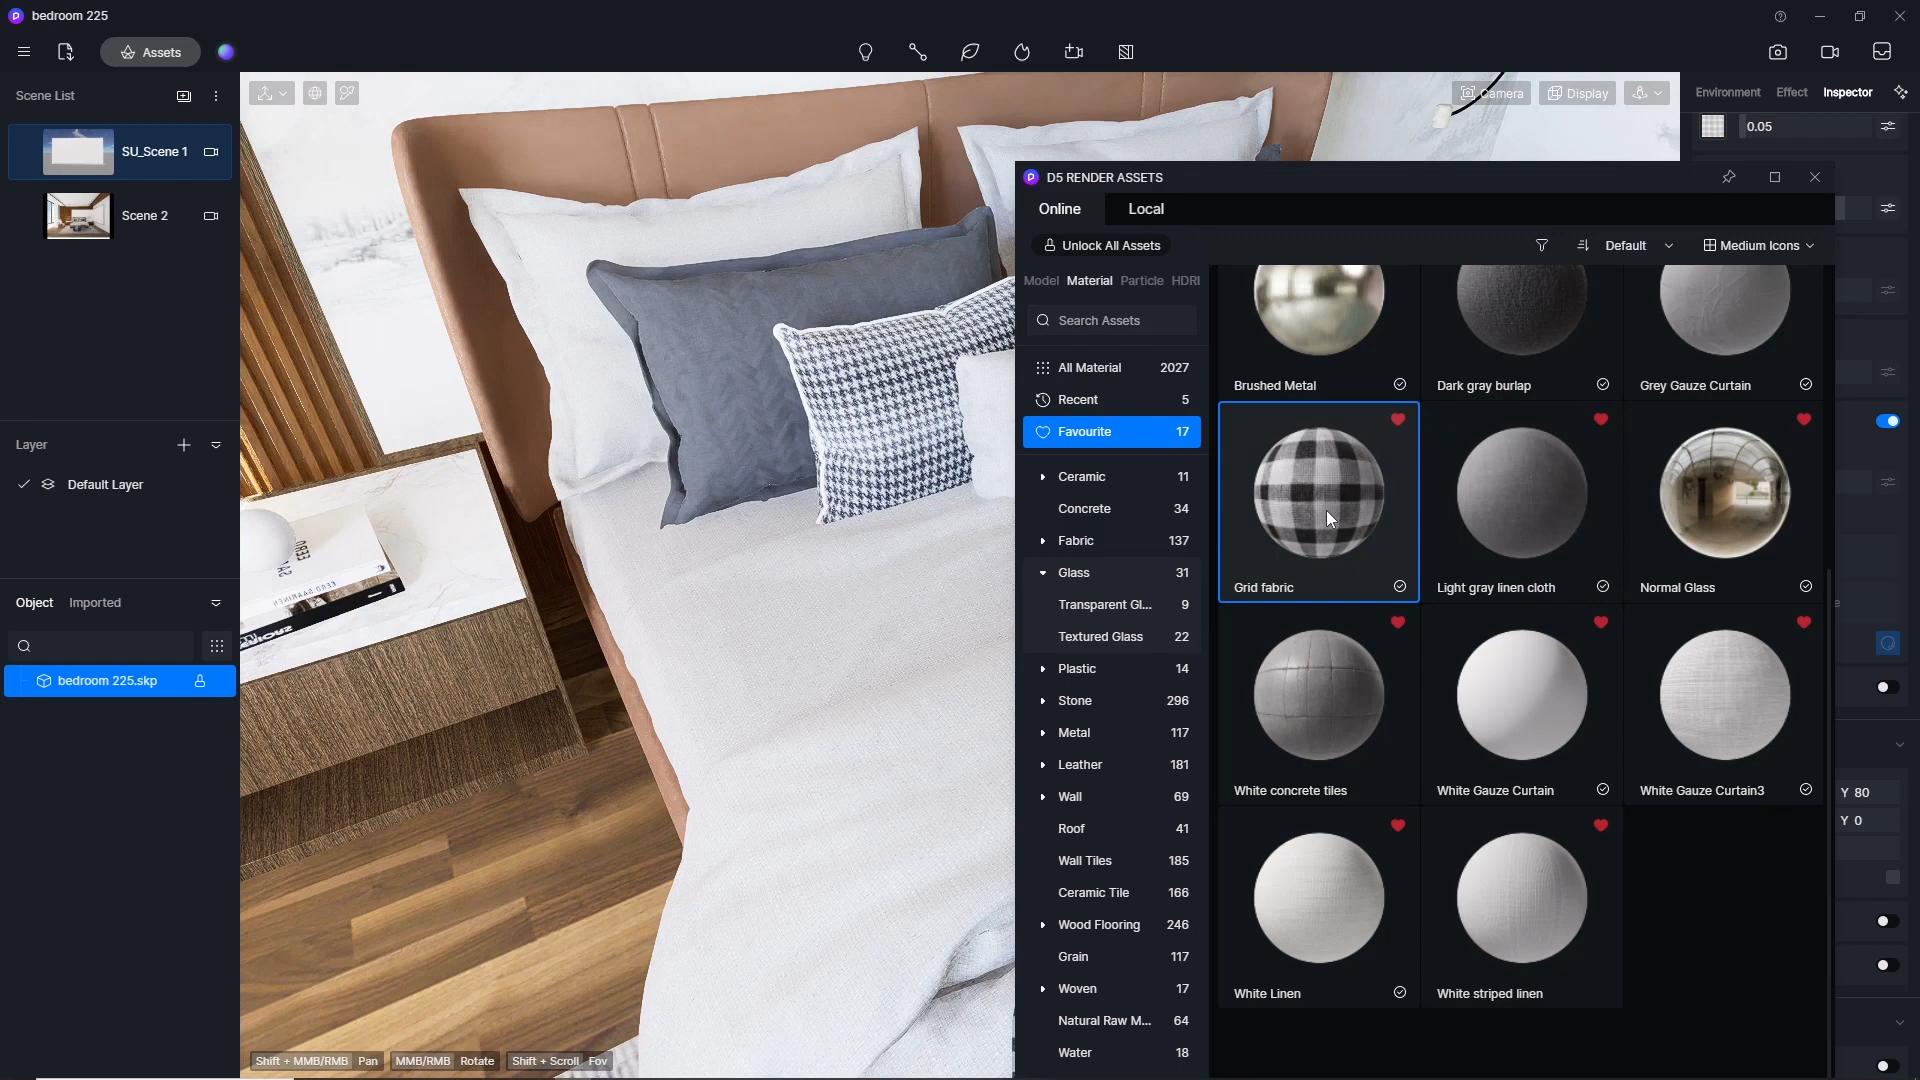 bedroom 225
Assets
Scene List
SU_Scene 1
Scene 2
Layer
Default Layer
Object Imported
bedroom 225.skp
Camera
Display
Shift + MMB/RMB Pan MMB/RMB Rotate Shift + Scroll Fov
Environment Effect Inspector
0.05
Y 80
Y 0
D5 RENDER ASSETS
Online Local
Unlock All Assets
Default
Medium Icons
Model Material Particle HDRI
Search Assets
All Material 2027
Recent 5
Favourite 17
Ceramic 11
Concrete 34
Fabric 137
Glass 31
Transparent Gl... 9
Textured Glass 22
Plastic 14
Stone 296
Metal 117
Leather 181
Wall 69
Roof 41
Wall Tiles 185
Ceramic Tile 166
Wood Flooring 246
Grain 117
Woven 17
Natural Raw M... 64
Water 18
Brushed Metal
Dark gray burlap
Grey Gauze Curtain
Grid fabric
Light gray linen cloth
Normal Glass
White concrete tiles
White Gauze Curtain
White Gauze Curtain3
White Linen
White striped linen
EERO SAARINEN